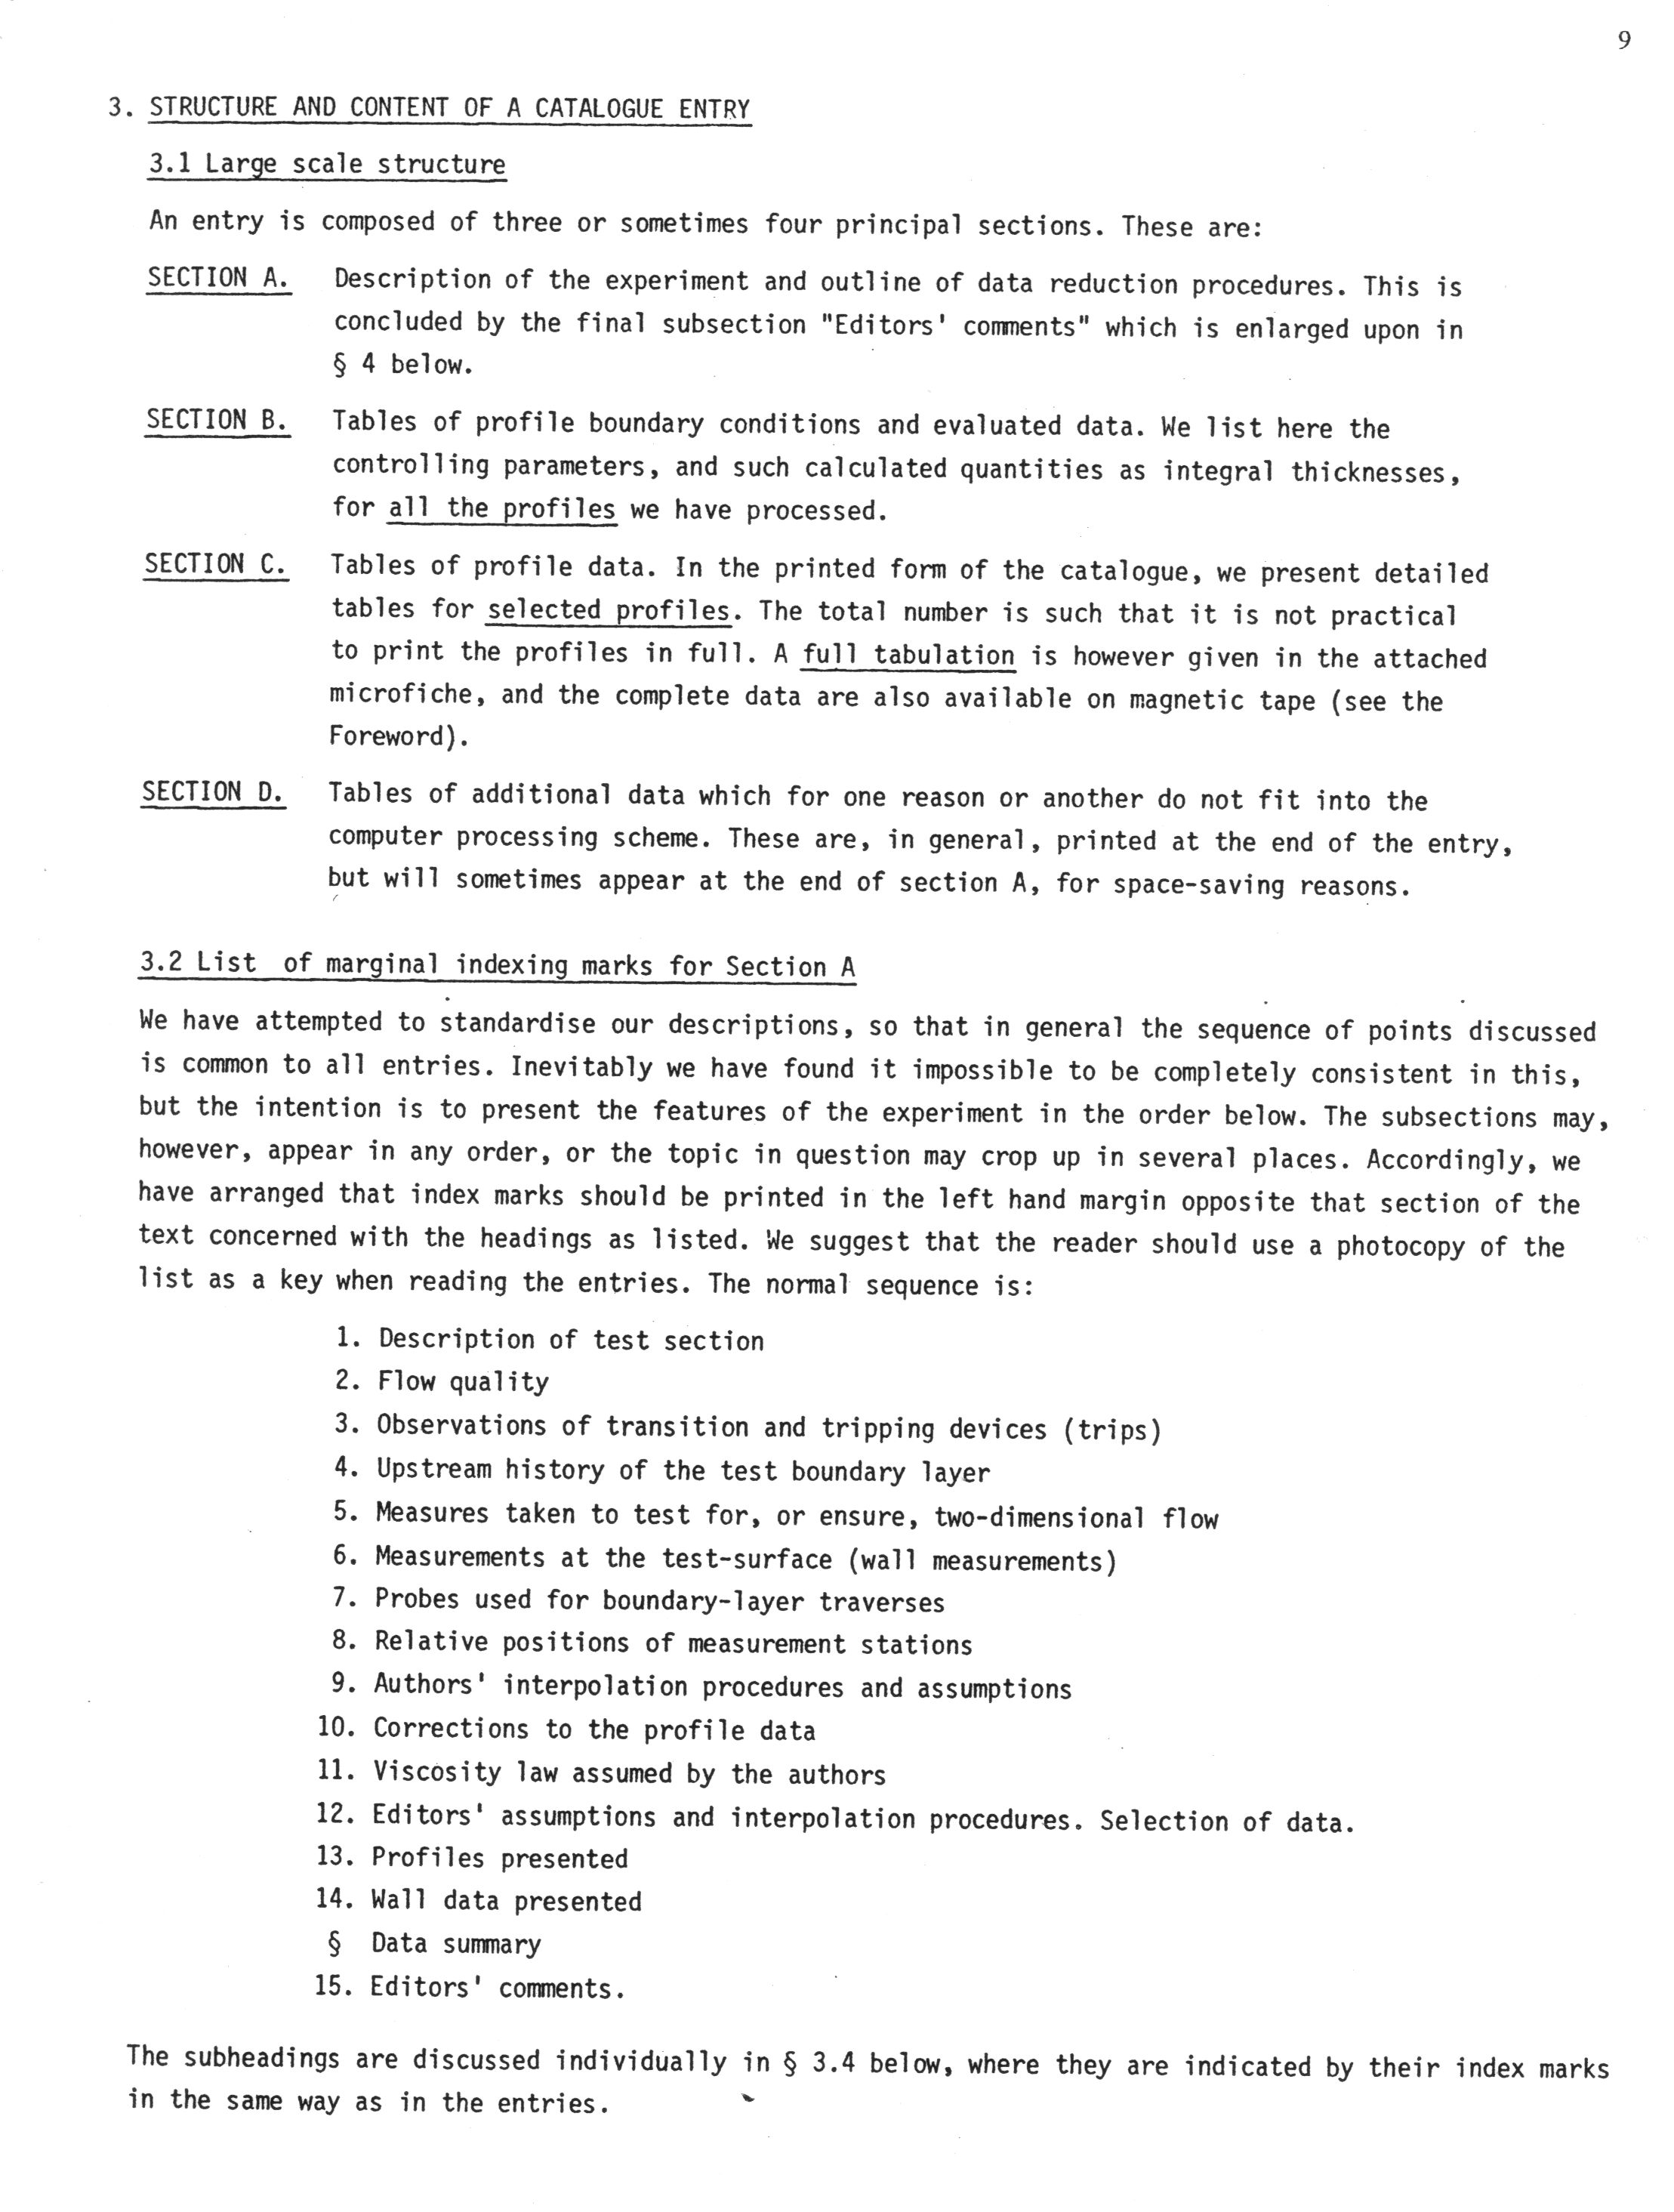 9
3. STRUCTURE AND CONTENT OF A CATALOGUE ENTRY
3.1 Large scale structure
An entry is composed of three or sometimes four principal sections. These are:
SECTION A. Description of the experiment and outline of data reduction procedures. This is
concluded by the final subsection "Editors' comments" which is enlarged upon in
§ 4 below.
SECTION B. Tables of profile boundary conditions and evaluated data. We list here the
controlling parameters, and such calculated quantities as integral thicknesses,
for all the profiles we have processed.
SECTION C. Tables of profile data. In the printed form of the catalogue, we present detailed
tables for selected profiles. The total number is such that it is not practical
to print the profiles in full. A full tabulation is however given in the attached
microfiche, and the complete data are also available on magnetic tape (see the
Foreword).
SECTION D. Tables of additional data which for one reason or another do not fit into the
computer processing scheme. These are, in general, printed at the end of the entry,
but will sometimes appear at the end of section A, for space-saving reasons.
3.2 List of marginal indexing marks for Section A
We have attempted to standardise our descriptions, so that in general the sequence of points discussed
is common to all entries. Inevitably we have found it impossible to be completely consistent in this,
but the intention is to present the features of the experiment in the order below. The subsections may,
however, appear in any order, or the topic in question may crop up in several places. Accordingly, we
have arranged that index marks should be printed in the left hand margin opposite that section of the
text concerned with the headings as listed. We suggest that the reader should use a photocopy of the
list as a key when reading the entries. The normal sequence is:
1. Description of test section
2. Flow quality
3. Observations of transition and tripping devices (trips)
4. Upstream history of the test boundary layer
5. Measures taken to test for, or ensure, two-dimensional flow
6. Measurements at the test-surface (wall measurements)
7. Probes used for boundary-layer traverses
8. Relative positions of measurement stations
9. Authors' interpolation procedures and assumptions
10. Corrections to the profile data
11. Viscosity law assumed by the authors
12. Editors' assumptions and interpolation procedures. Selection of data.
13. Profiles presented
14. Wall data presented
§ Data summary
15. Editors' comments.
The subheadings are discussed individually in § 3.4 below, where they are indicated by their index marks
in the same way as in the entries.